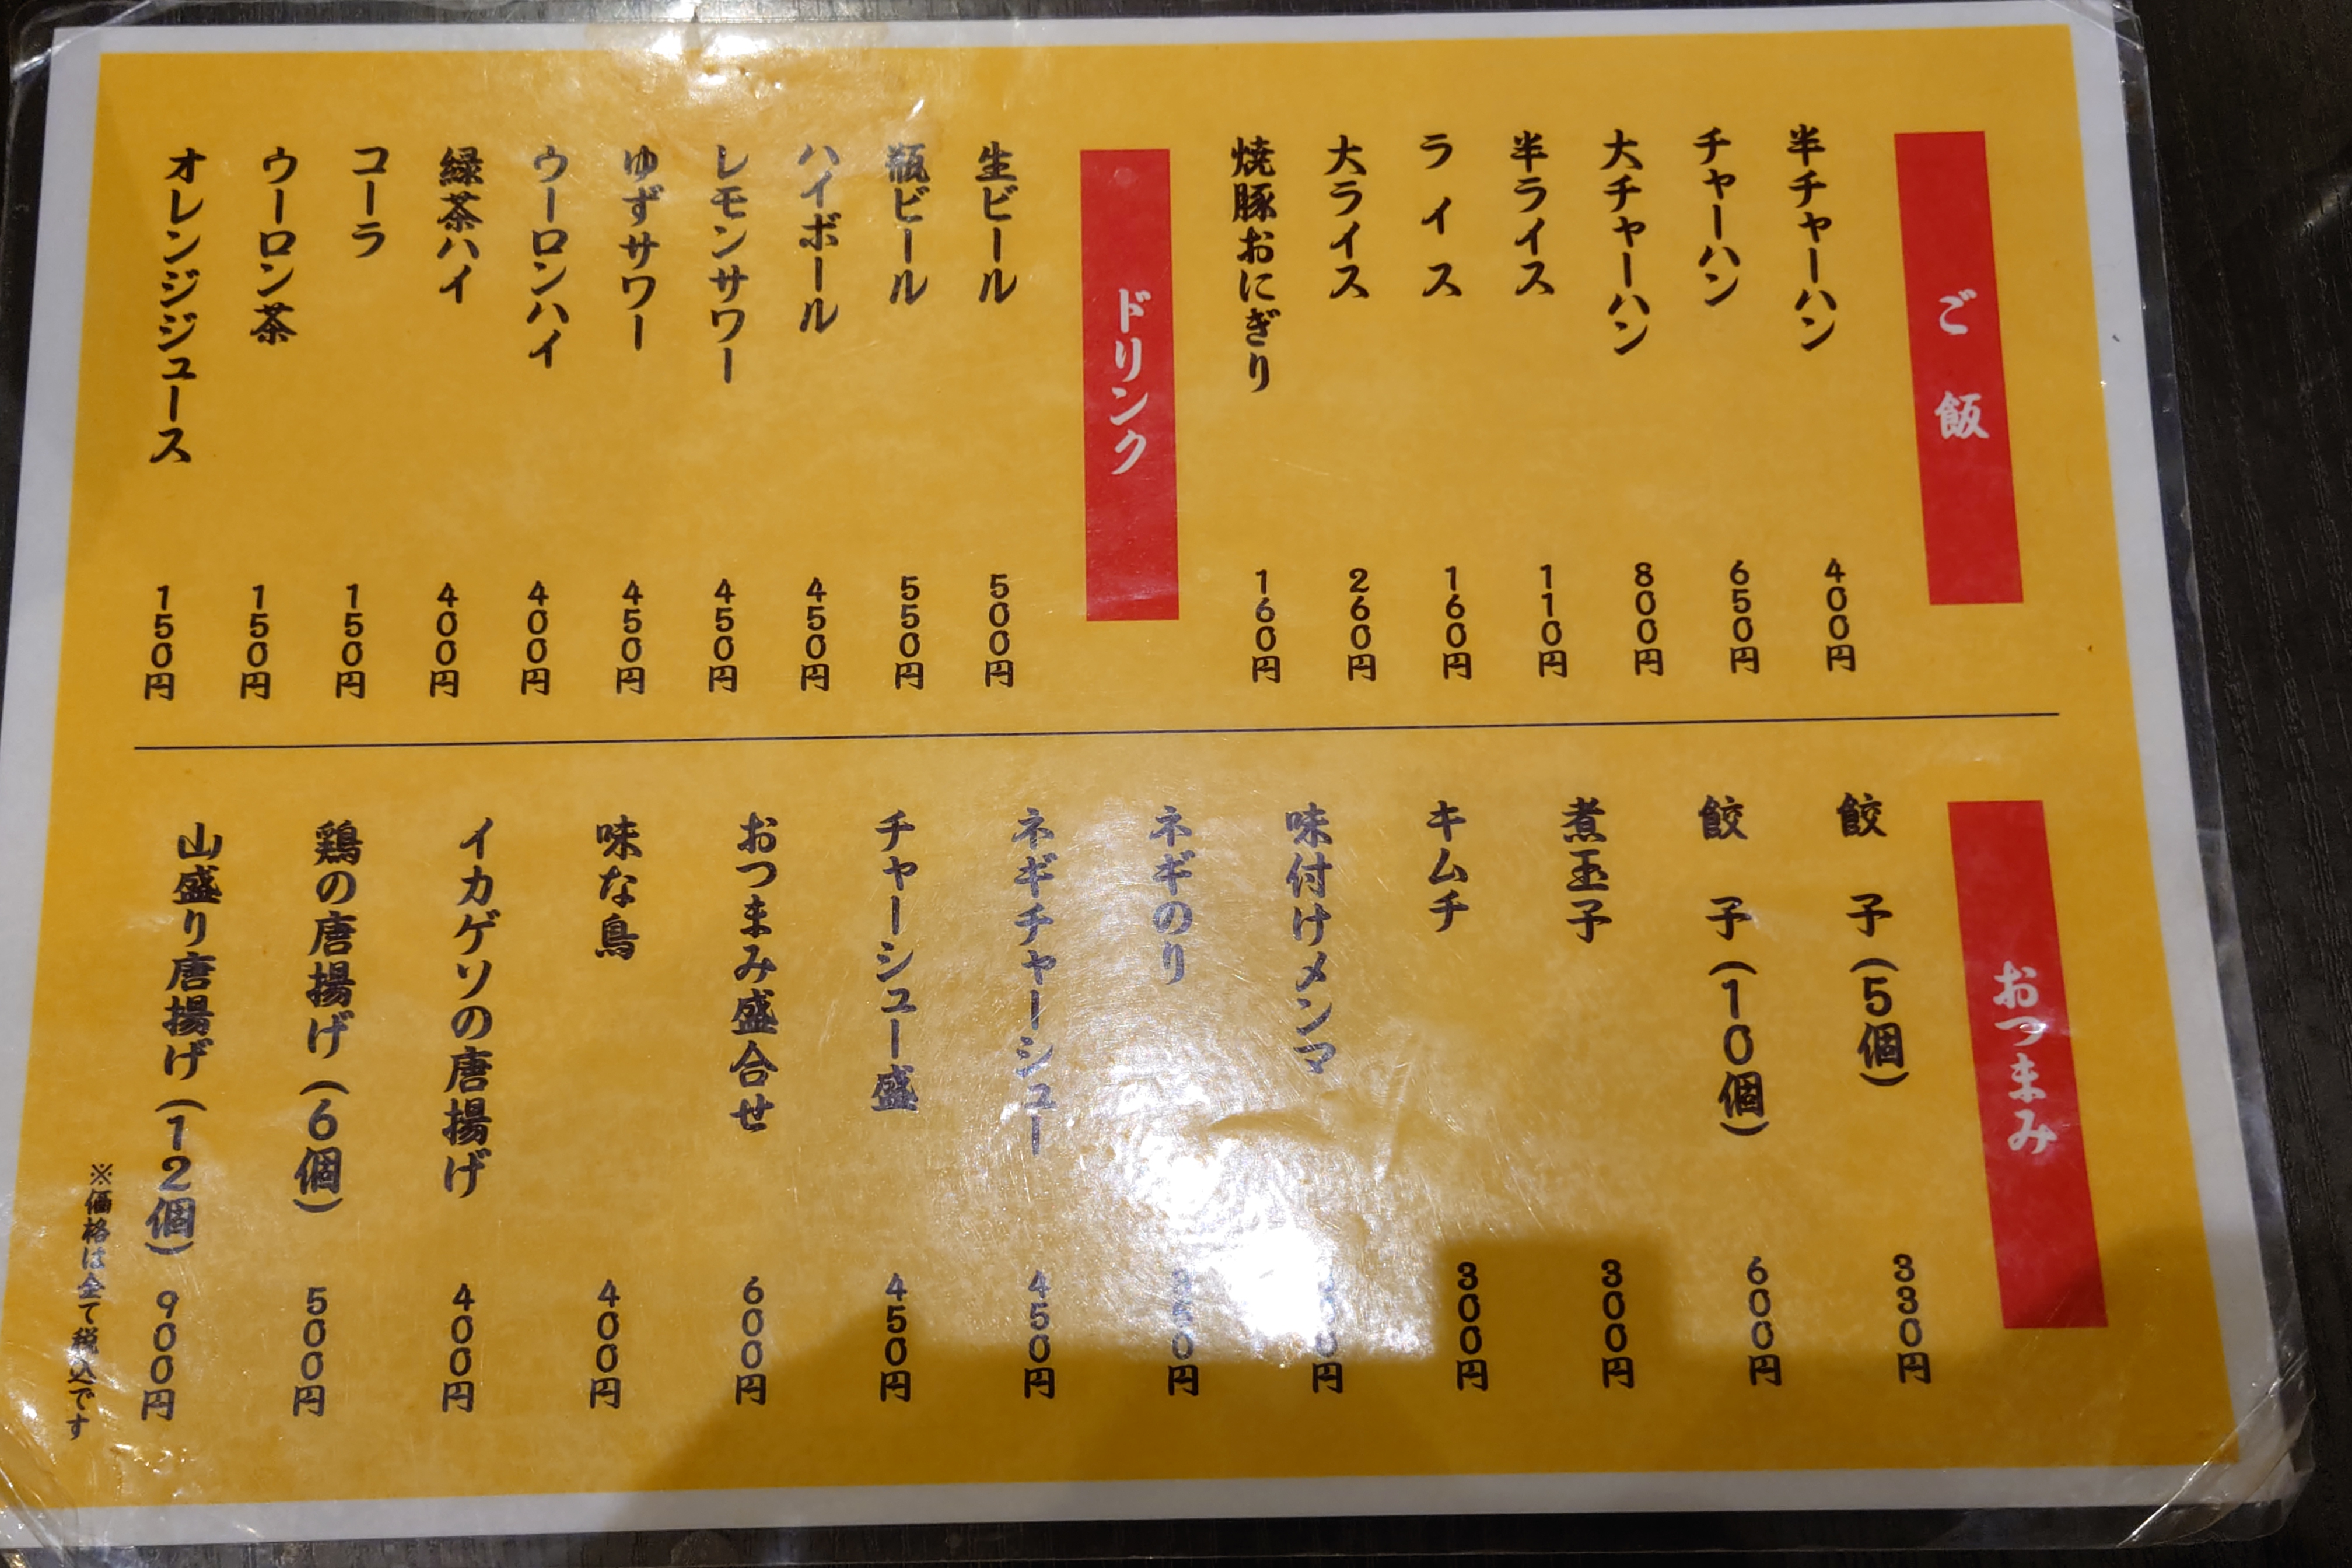 ご飯
半チャーハン 400円
チャーハン 650円
大チャーハン 800円
半ライス 110円
ライス 160円
大ライス 260円
焼豚おにぎり 160円
ドリンク
生ビール 500円
瓶ビール 550円
ハイボール 450円
レモンサワー 450円
ゆずサワー 450円
ウーロンハイ 400円
緑茶ハイ 400円
コーラ 150円
ウーロン茶 150円
オレンジジュース 150円
おつまみ
餃子(5個) 330円
餃子(10個) 600円
煮玉子 300円
キムチ 300円
味付けメンマ
ネギのり
ネギチャーシュー 450円
チャーシュー盛 450円
おつまみ盛合せ 600円
味な鳥 400円
イカゲソの唐揚げ 400円
鶏の唐揚げ(6個) 500円
山盛り唐揚げ(12個) 900円
※価格は全て税込です